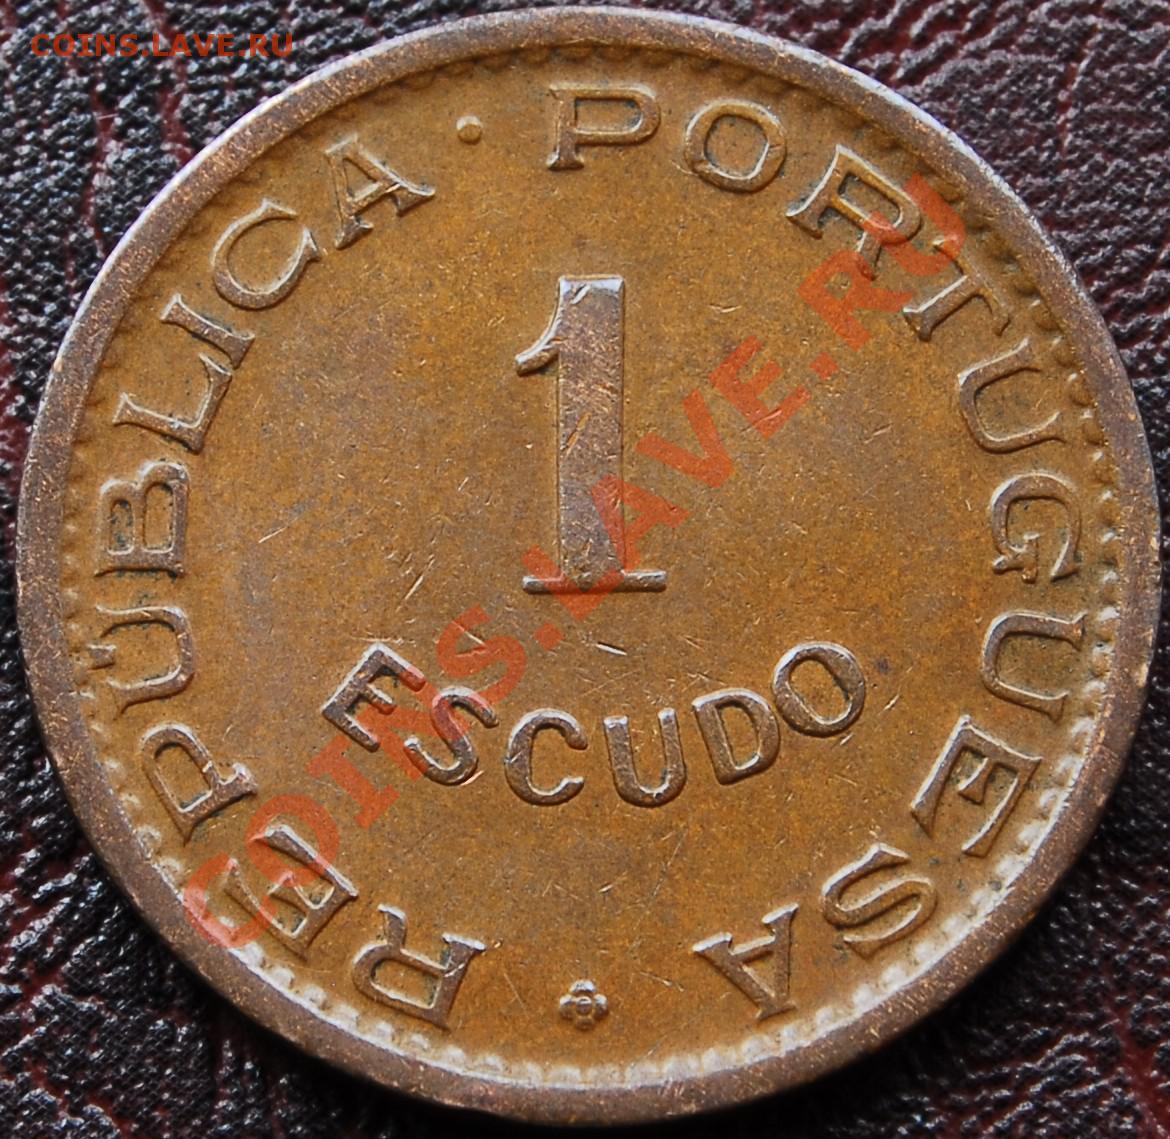 COINS.LAVE.RU
REPÚBLICA · PORTUGUESA
1
ESCUDO
COINS.LAVE.RU